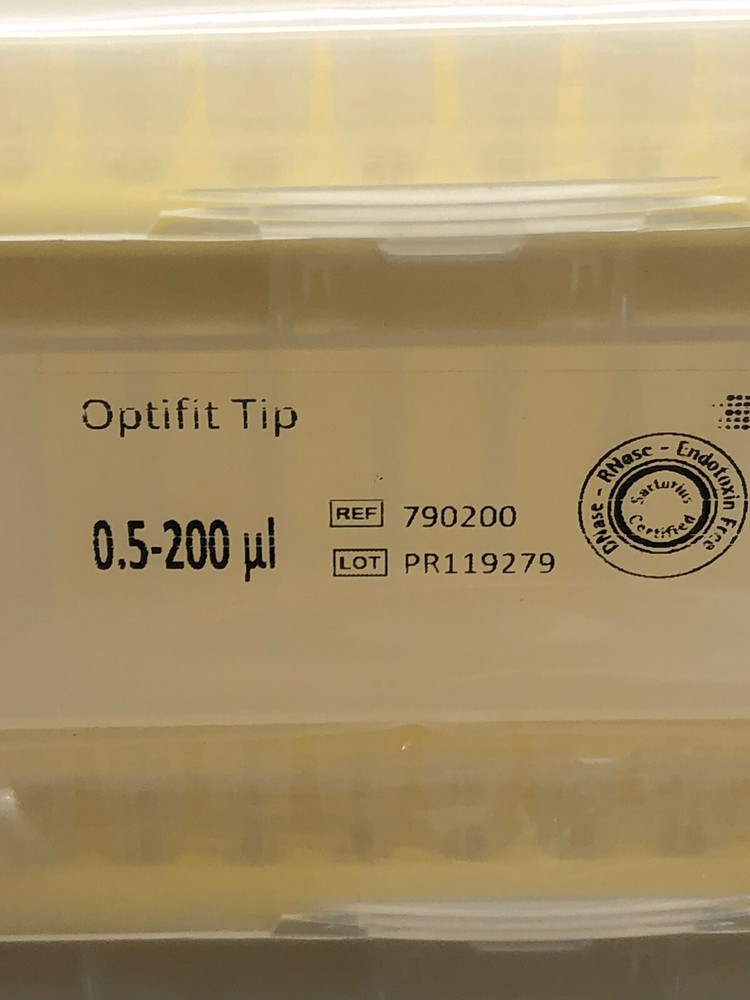 Optifit Tip
0.5-200 µl
REF 790200
LOT PR119279
DNase - RNase - Endotoxin Free
Sartorius
Certified